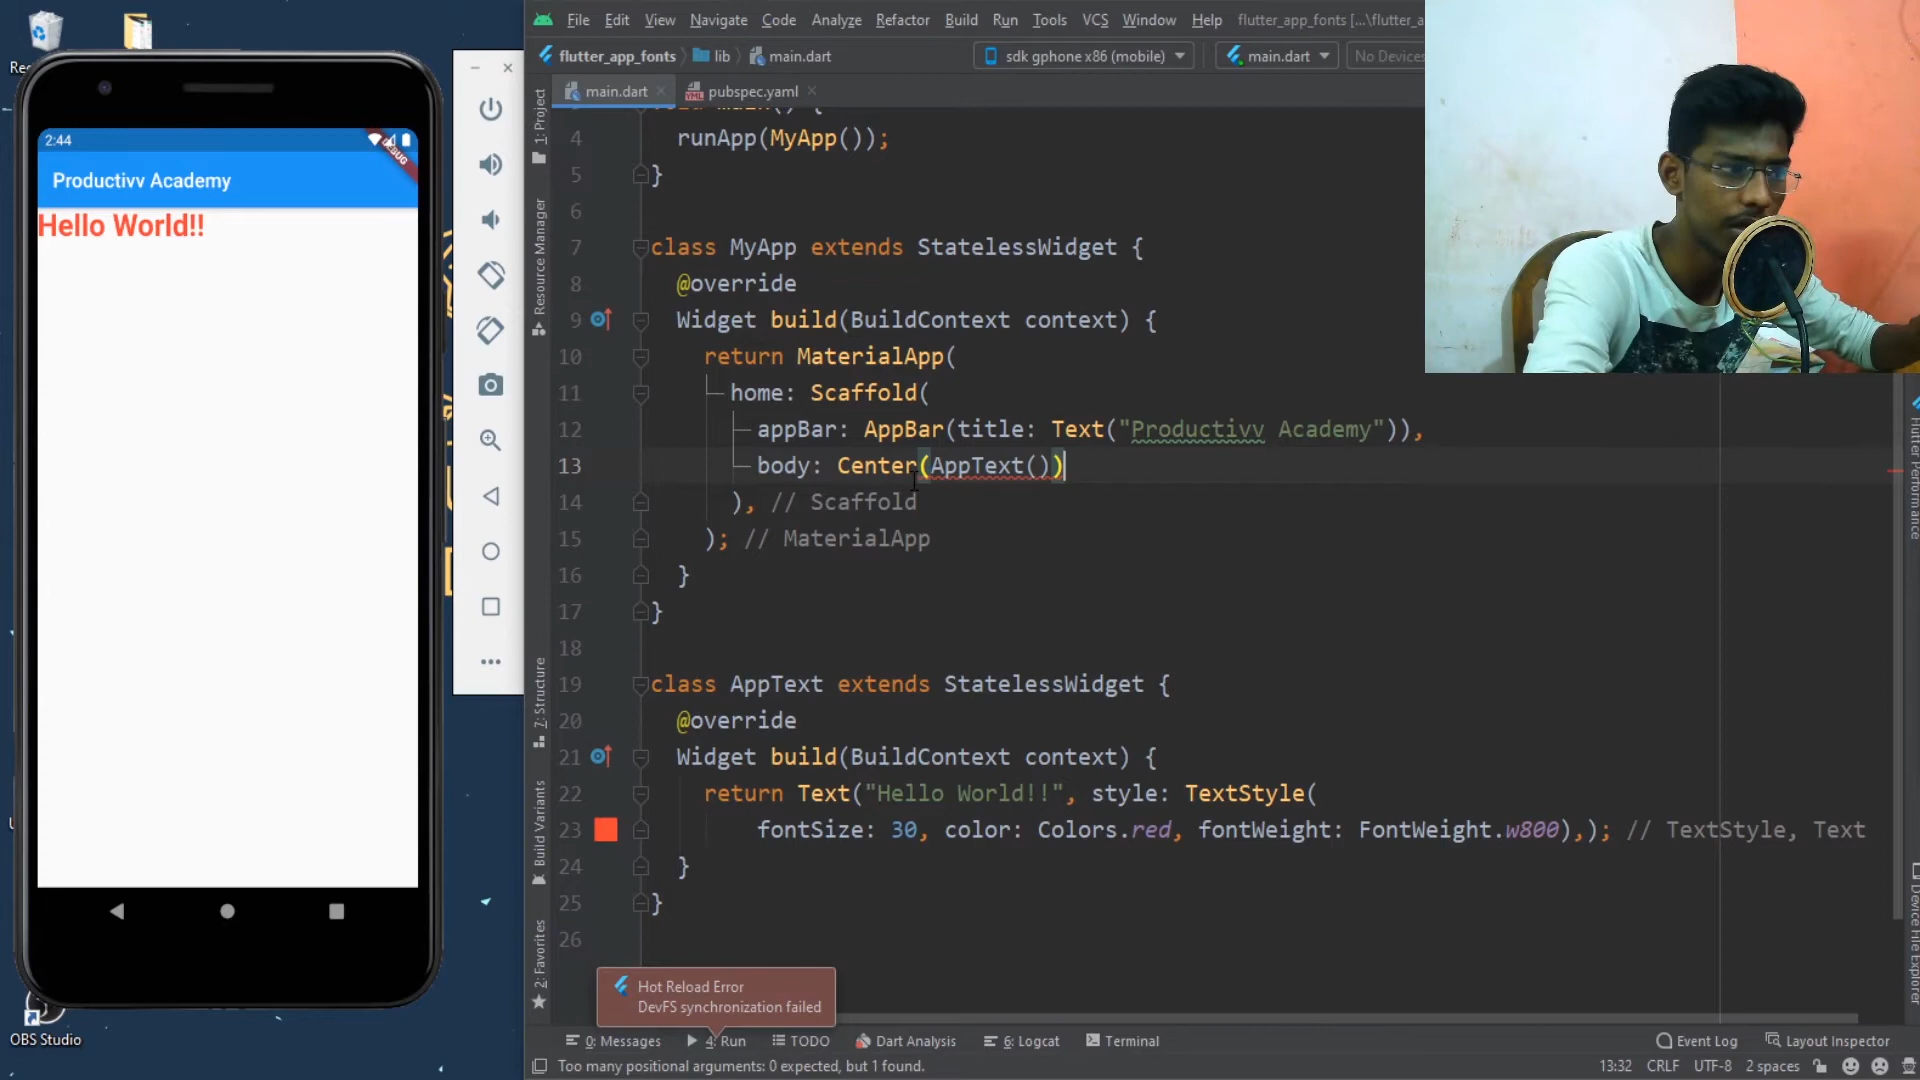 File Edit View Navigate Code Analyze Refactor Build Run Tools VCS Window Help flutter_app_fonts [...\flutter_a
flutter_app_fonts lib main.dart sdk gphone x86 (mobile) main.dart No Devices
main.dart pubspec.yaml
1: Project
Resource Manager
7: Structure
Build Variants
2: Favorites
2:44
DEBUG
Productivv Academy
Hello World!!
OBS Studio
4 runApp(MyApp());
5 }
6
7 class MyApp extends StatelessWidget {
8 @override
9 Widget build(BuildContext context) {
10 return MaterialApp(
11 home: Scaffold(
12 appBar: AppBar(title: Text("Productivv Academy")),
13 body: Center(AppText())
14 ), // Scaffold
15 ); // MaterialApp
16 }
17 }
18
19 class AppText extends StatelessWidget {
20 @override
21 Widget build(BuildContext context) {
22 return Text("Hello World!!", style: TextStyle(
23 fontSize: 30, color: Colors.red, fontWeight: FontWeight.w800),); // TextStyle, Text
24 }
25 }
26
Flutter Performance
Device File Explorer
Hot Reload Error
DevFS synchronization failed
0: Messages 4: Run TODO Dart Analysis 6: Logcat Terminal Event Log Layout Inspector
Too many positional arguments: 0 expected, but 1 found. 13:32 CRLF UTF-8 2 spaces